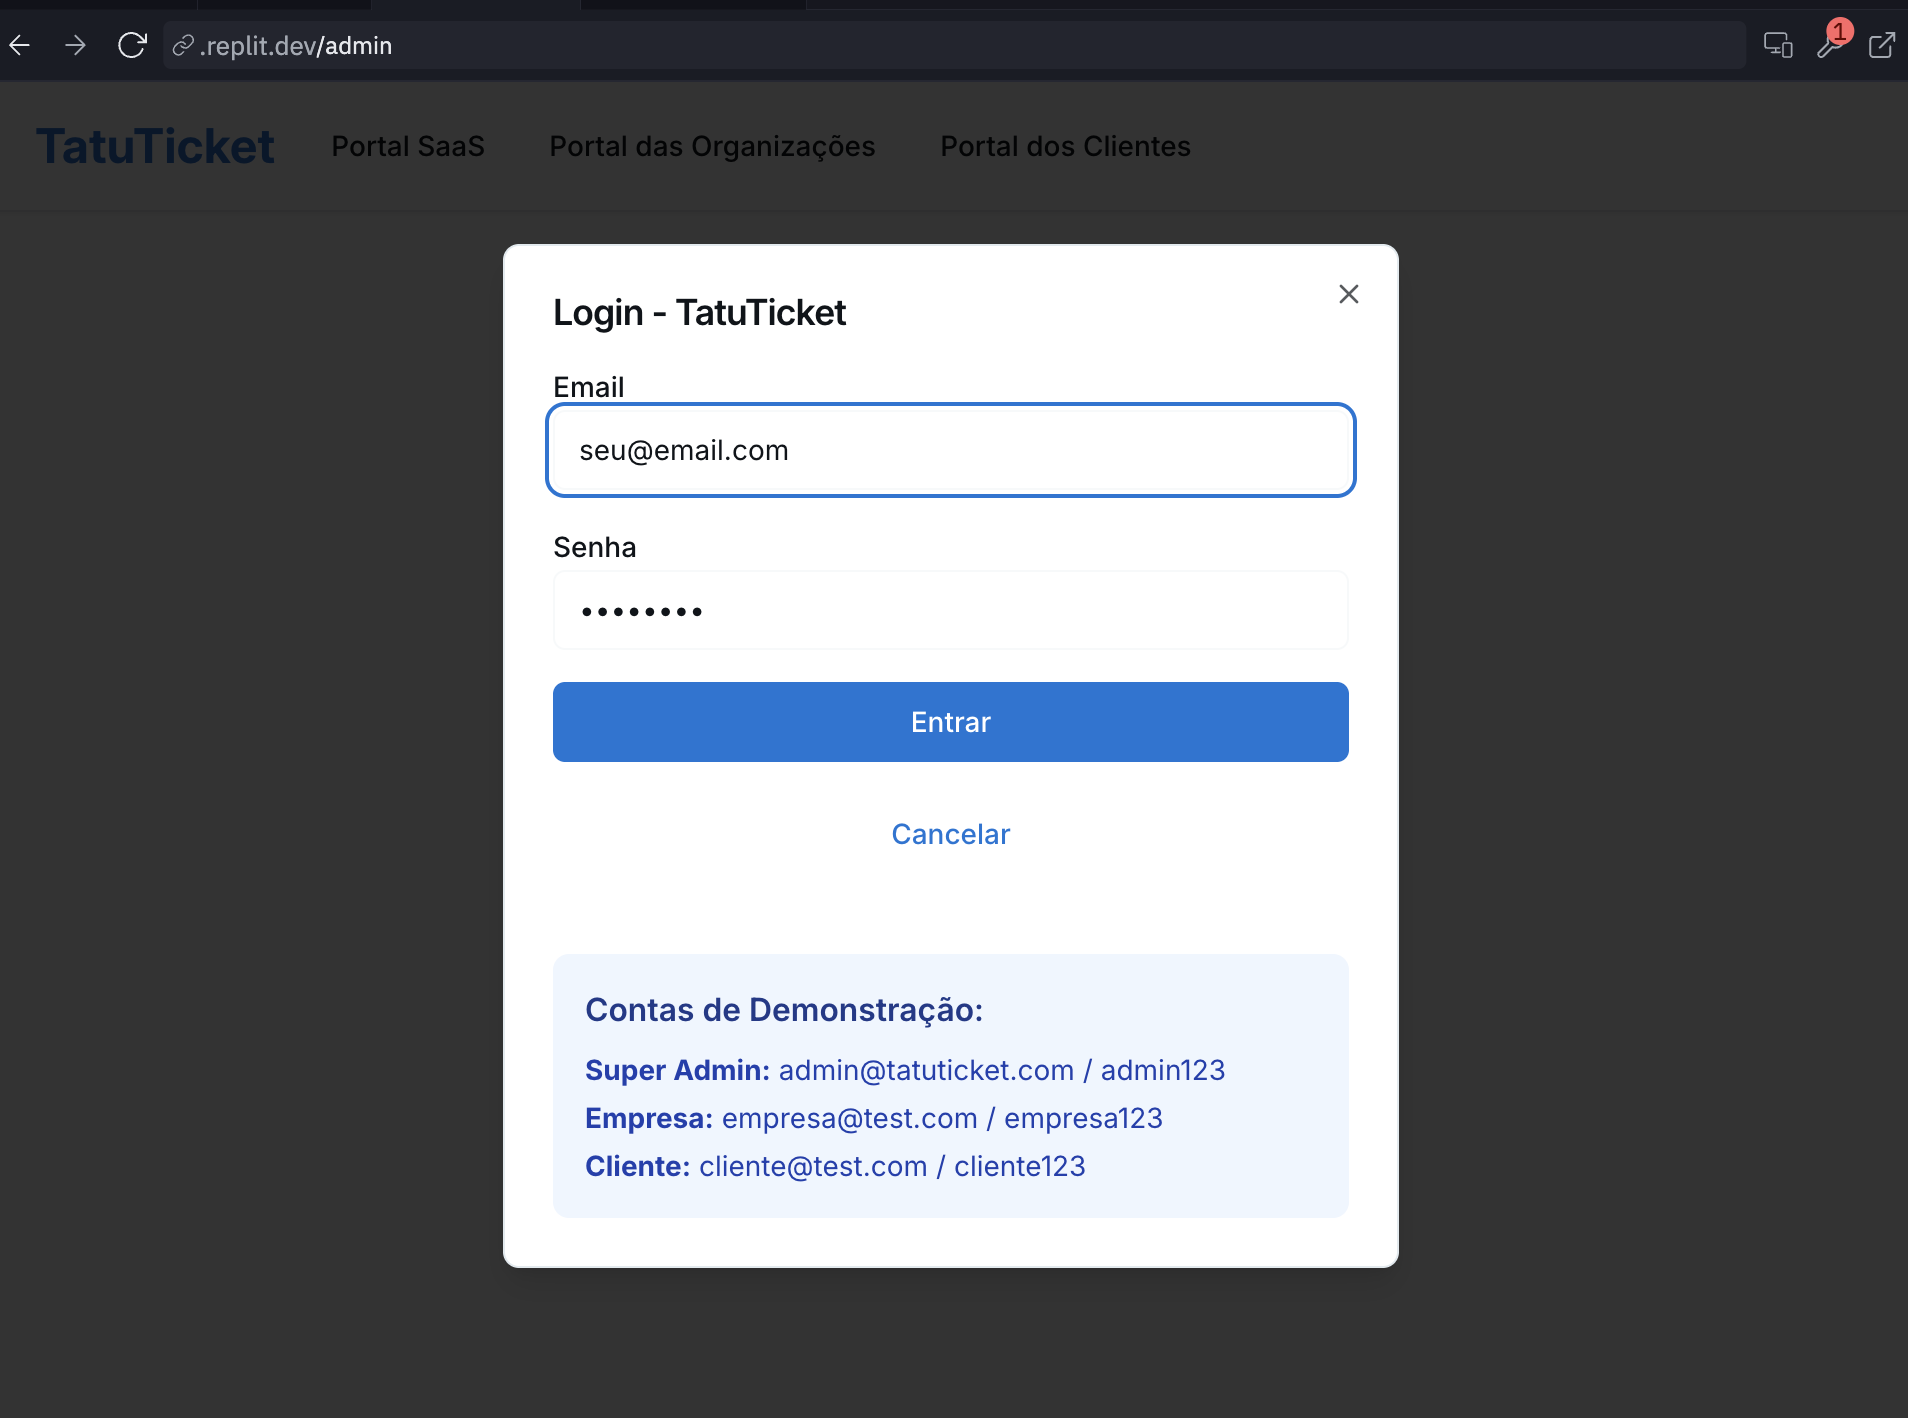 .replit.dev/admin
1
TatuTicket
Portal SaaS
Portal das Organizações
Portal dos Clientes
Login - TatuTicket
Email
seu@email.com
Senha
••••••••
Entrar
Cancelar
Contas de Demonstração:
Super Admin: admin@tatuticket.com / admin123
Empresa: empresa@test.com / empresa123
Cliente: cliente@test.com / cliente123